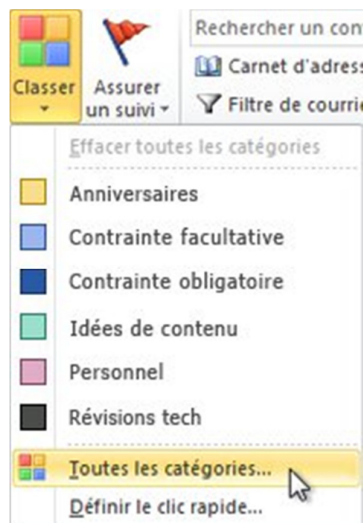 Rechercher un con
Classer
Assurer
un suivi
Carnet d'adress
Filtre de courrie
Effacer toutes les catégories
Anniversaires
Contrainte facultative
Contrainte obligatoire
Idées de contenu
Personnel
Révisions tech
Toutes les catégories...
Définir le clic rapide...